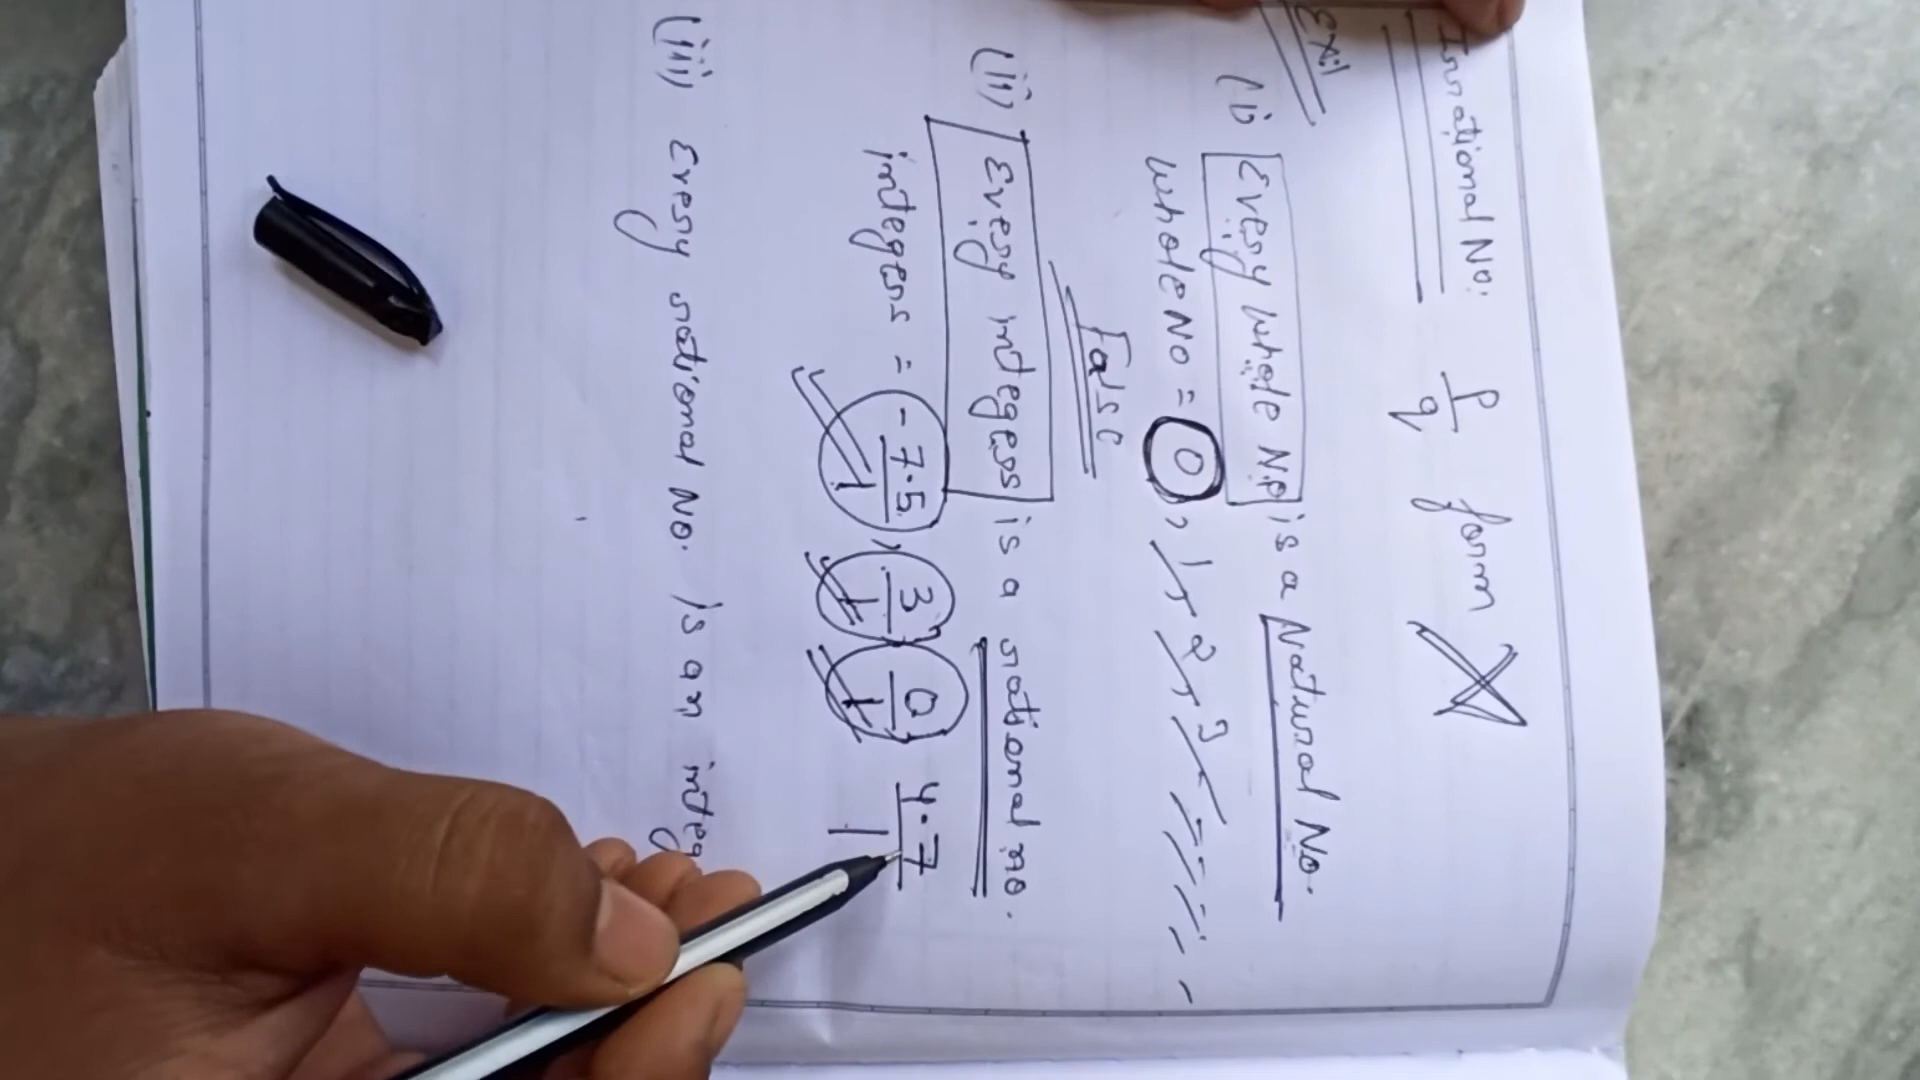 Irrational No. p/q form X
Ex:1
(i) Every whole No is a Natural No.
whole No = 0, 1, 2, 3
False
(ii) Every integers is a rational no.
integers = -7.5/1, 3/1, 0/1, 4.7/1
(iii) Every rational No. is an integ